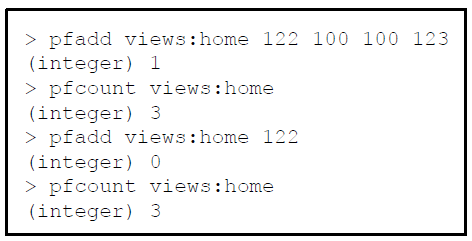 > pfadd views:home 122 100 100 123
(integer) 1
> pfcount views:home
(integer) 3
> pfadd views:home 122
(integer) 0
> pfcount views:home
(integer) 3